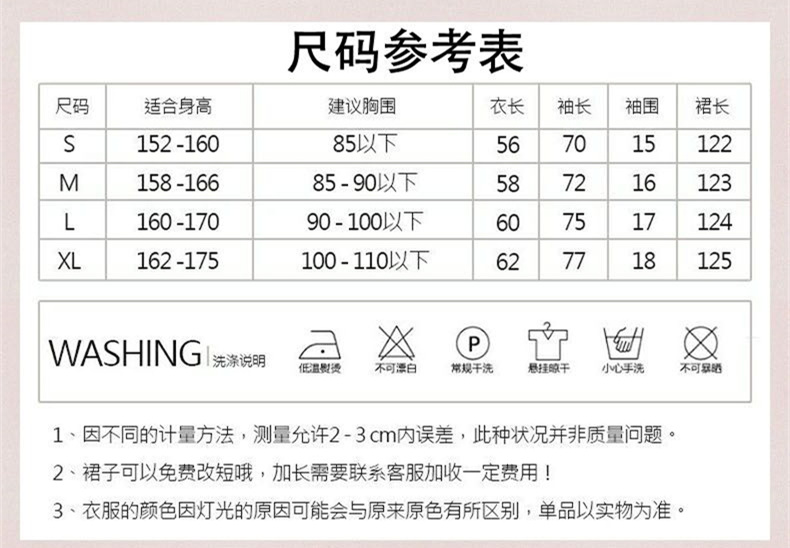 尺码参考表
尺码 适合身高 建议胸围 衣长 袖长 袖围 裙长
S 152-160 85以下 56 70 15 122
M 158-166 85-90以下 58 72 16 123
L 160-170 90-100以下 60 75 17 124
XL 162-175 100-110以下 62 77 18 125
WASHING 洗涤说明
P
低温熨烫 不可漂白 常规干洗 悬挂晾干 小心手洗 不可暴晒
1、因不同的计量方法，测量允许2-3cm内误差，此种状况并非质量问题。
2、裙子可以免费改短哦，加长需要联系客服加收一定费用！
3、衣服的颜色因灯光的原因可能会与原来原色有所区别，单品以实物为准。